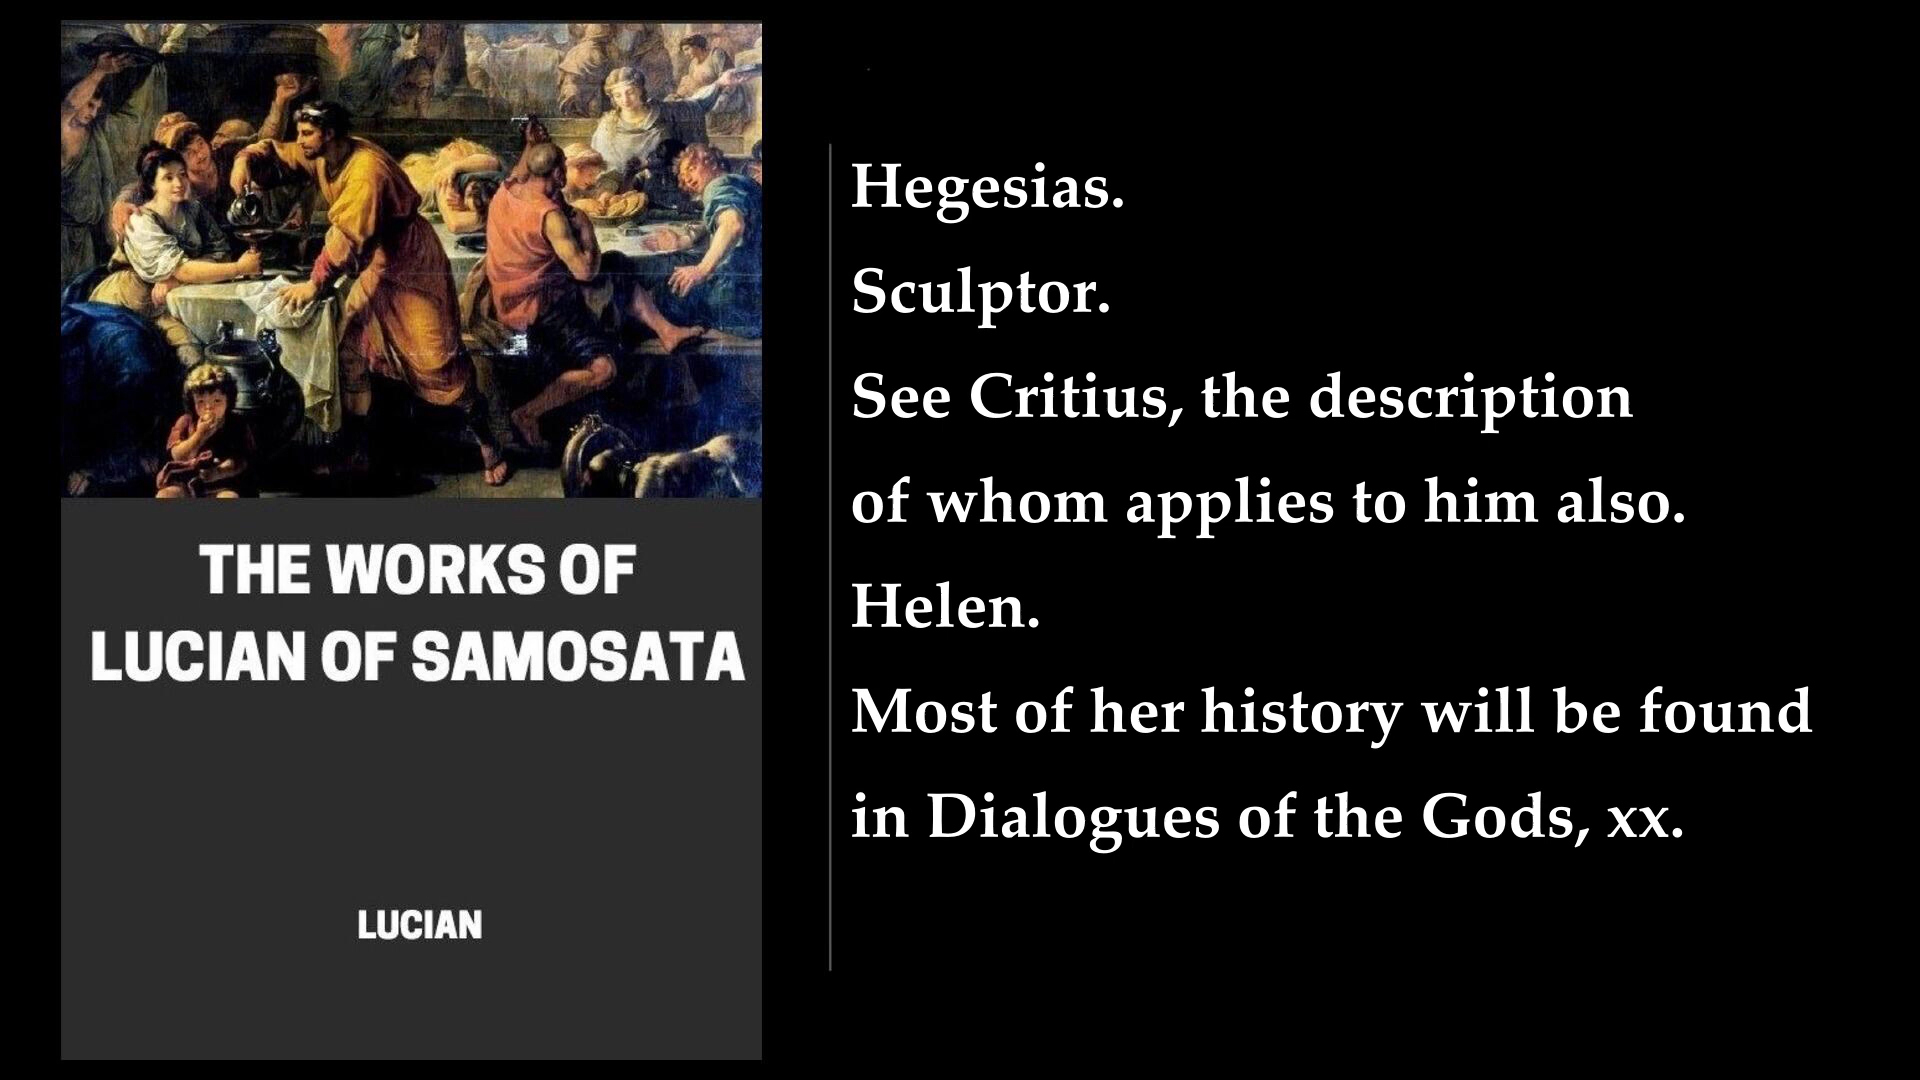 THE WORKS OF
LUCIAN OF SAMOSATA
LUCIAN
Hegesias.
Sculptor.
See Critius, the description
of whom applies to him also.
Helen.
Most of her history will be found
in Dialogues of the Gods, xx.